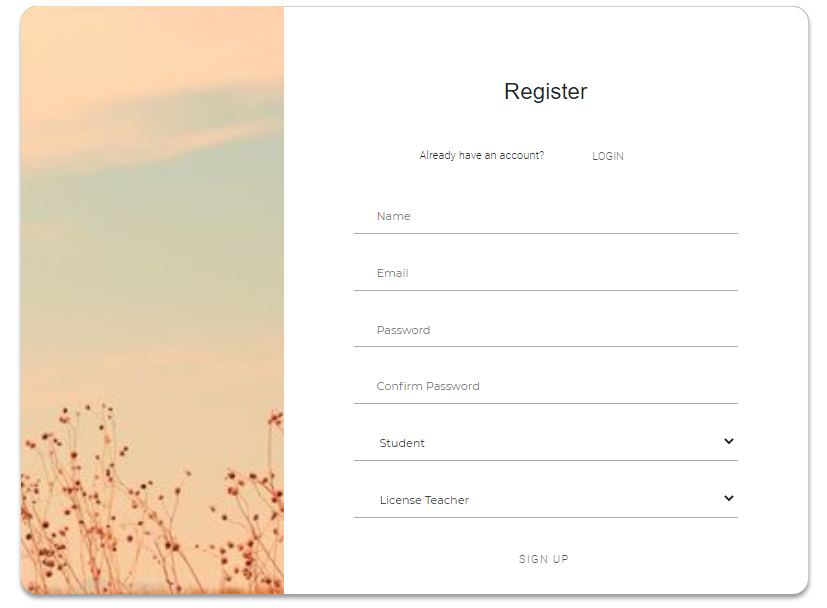 Register
Already have an account? LOGIN
Name
Email
Password
Confirm Password
Student
License Teacher
SIGN UP